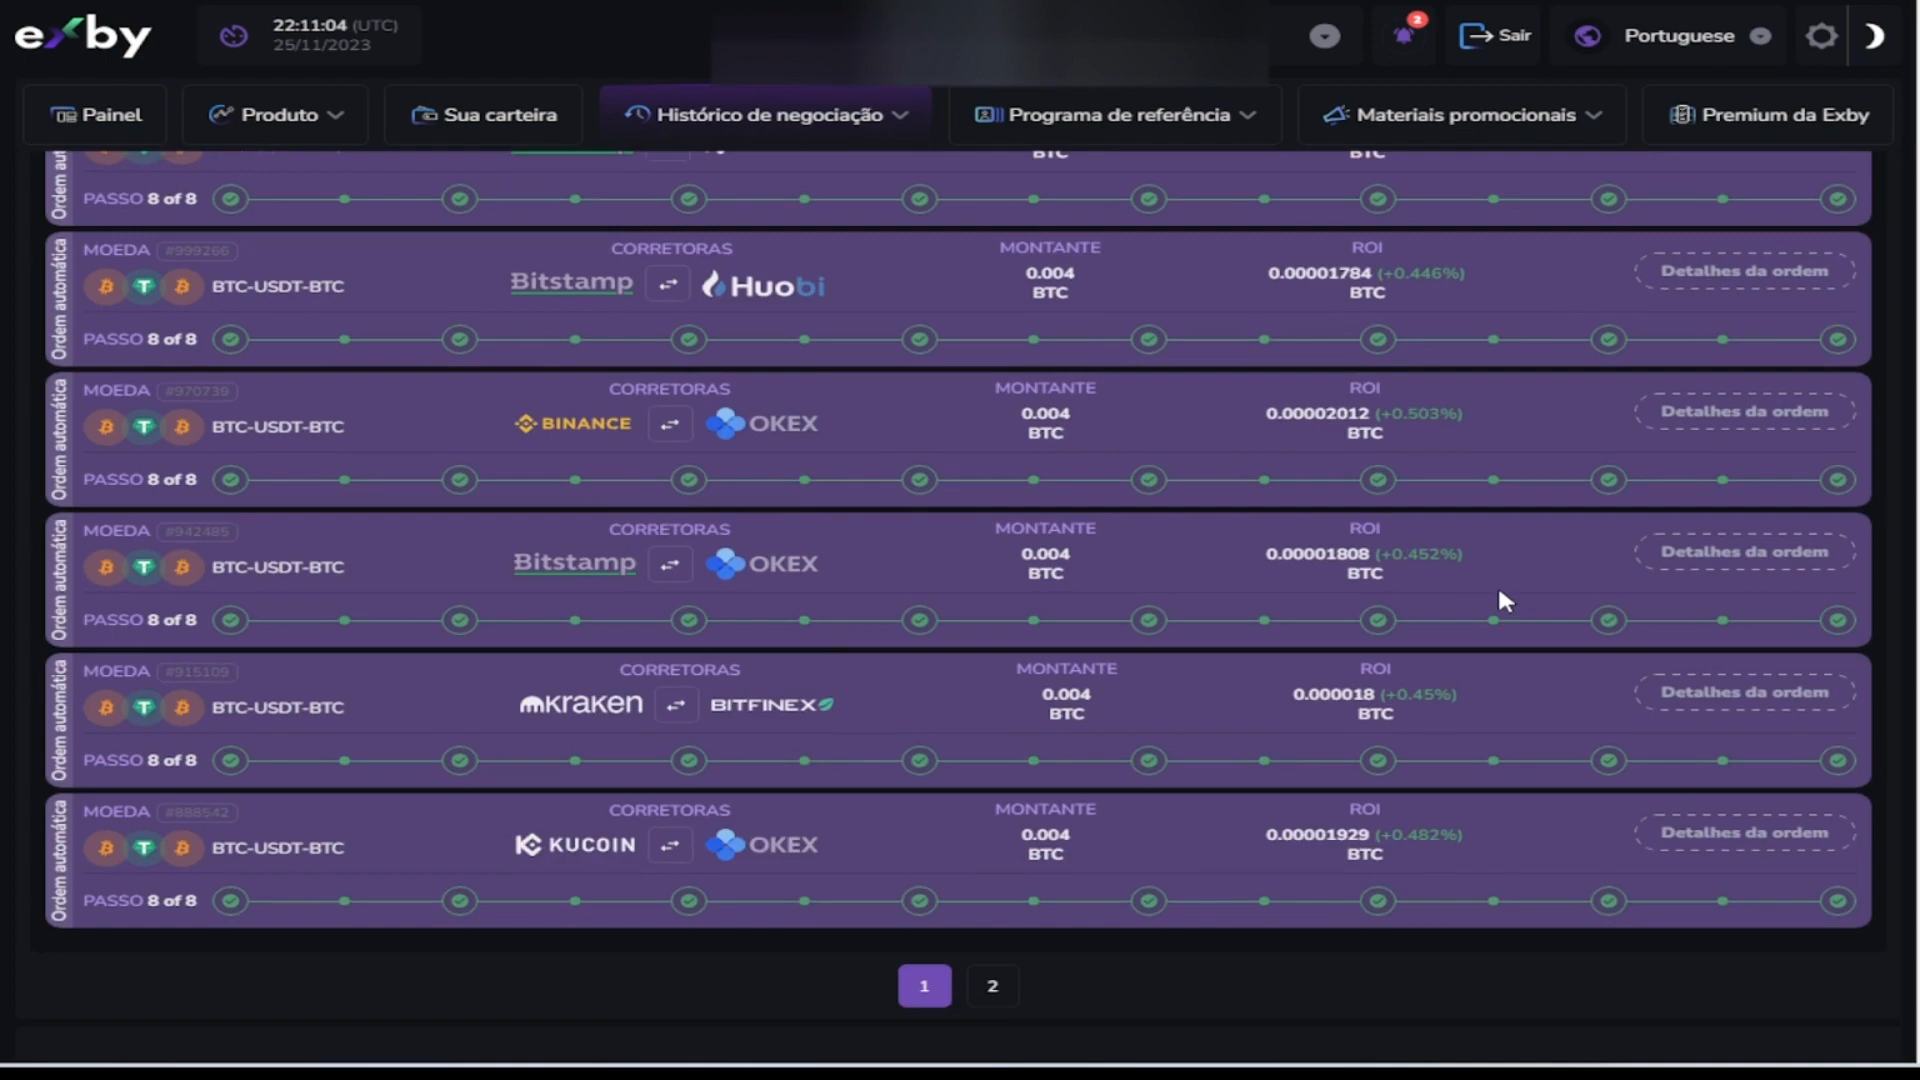 exby
22:11:04 (UTC)
25/11/2023
2
Sair
Portuguese
Painel
Produto
Sua carteira
Histórico de negociação
Programa de referência
Materiais promocionais
Premium da Exby
BTC BTC
PASSO 8 of 8
Ordem automática
MOEDA #999266 CORRETORAS MONTANTE ROI
BTC-USDT-BTC Bitstamp Huobi 0.004 BTC 0.00001784 (+0.446%) BTC Detalhes da ordem
PASSO 8 of 8
Ordem automática
MOEDA #970739 CORRETORAS MONTANTE ROI
BTC-USDT-BTC BINANCE OKEX 0.004 BTC 0.00002012 (+0.503%) BTC Detalhes da ordem
PASSO 8 of 8
Ordem automática
MOEDA #942485 CORRETORAS MONTANTE ROI
BTC-USDT-BTC Bitstamp OKEX 0.004 BTC 0.00001808 (+0.452%) BTC Detalhes da ordem
PASSO 8 of 8
Ordem automática
MOEDA #915109 CORRETORAS MONTANTE ROI
BTC-USDT-BTC kraken BITFINEX 0.004 BTC 0.000018 (+0.45%) BTC Detalhes da ordem
PASSO 8 of 8
Ordem automática
MOEDA #888542 CORRETORAS MONTANTE ROI
BTC-USDT-BTC KUCOIN OKEX 0.004 BTC 0.00001929 (+0.482%) BTC Detalhes da ordem
PASSO 8 of 8
1 2